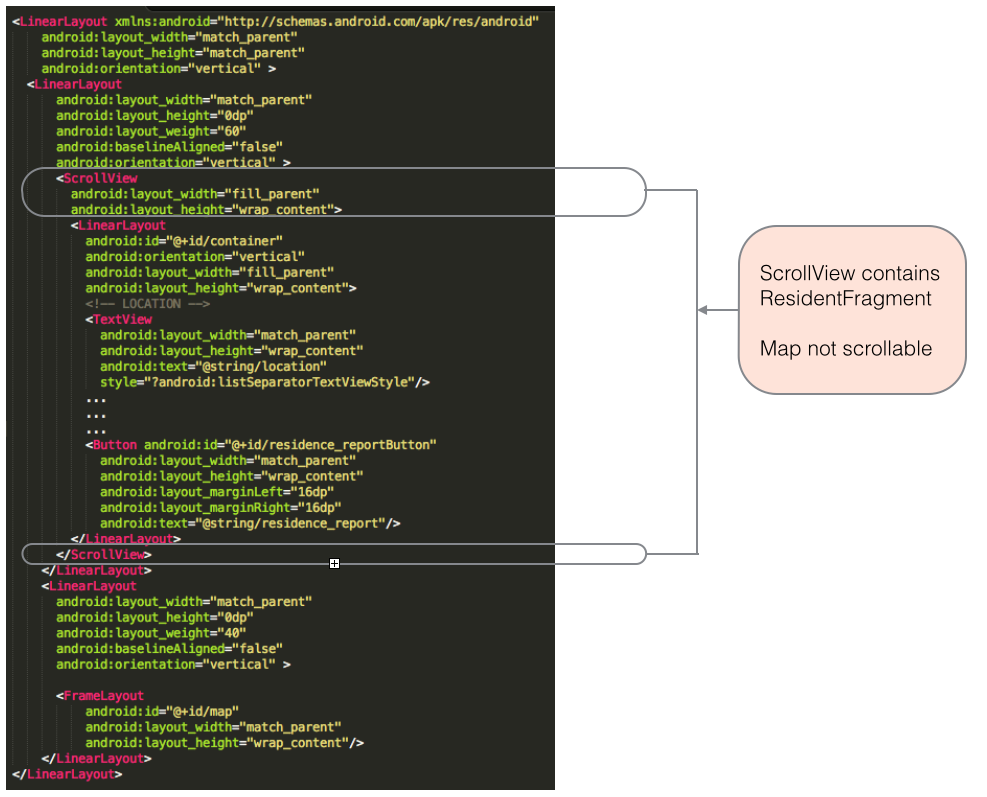 <LinearLayout xmlns:android="http://schemas.android.com/apk/res/android"
android:layout_width="match_parent"
android:layout_height="match_parent"
android:orientation="vertical" >
<LinearLayout
android:layout_width="match_parent"
android:layout_height="0dp"
android:layout_weight="60"
android:baselineAligned="false"
android:orientation="vertical" >
<ScrollView
android:layout_width="fill_parent"
android:layout_height="wrap_content">
<LinearLayout
android:id="@+id/container"
android:orientation="vertical"
android:layout_width="fill_parent"
android:layout_height="wrap_content">
<!-- LOCATION -->
<TextView
android:layout_width="match_parent"
android:layout_height="wrap_content"
android:text="@string/location"
style="?android:listSeparatorTextViewStyle"/>
...
...
...
<Button android:id="@+id/residence_reportButton"
android:layout_width="match_parent"
android:layout_height="wrap_content"
android:layout_marginLeft="16dp"
android:layout_marginRight="16dp"
android:text="@string/residence_report"/>
</LinearLayout>
</ScrollView>
</LinearLayout>
<LinearLayout
android:layout_width="match_parent"
android:layout_height="0dp"
android:layout_weight="40"
android:baselineAligned="false"
android:orientation="vertical" >
<FrameLayout
android:id="@+id/map"
android:layout_width="match_parent"
android:layout_height="wrap_content"/>
</LinearLayout>
</LinearLayout>
ScrollView contains
ResidentFragment
Map not scrollable